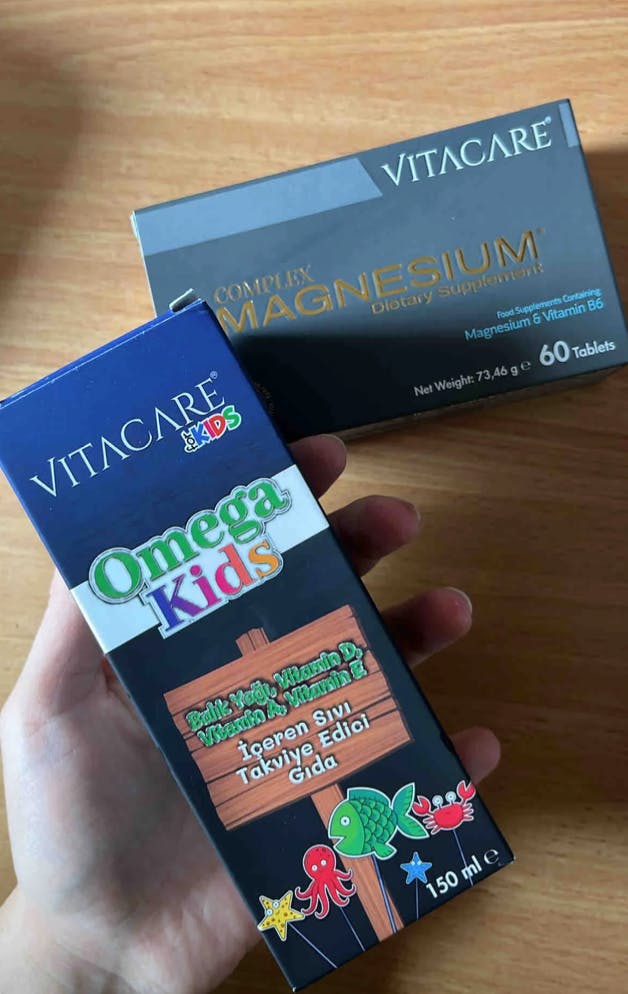 VITACARE®
COMPLEX
MAGNESIUM®
Dietary Supplement
Food Supplements Containing
Magnesium & Vitamin B6
Net Weight: 73,46 g e 60 Tablets
VITACARE®
for KIDS
Omega
Kids
Balık Yağı, Vitamin D,
Vitamin A, Vitamin E
İçeren Sıvı
Takviye Edici
Gıda
150 ml e